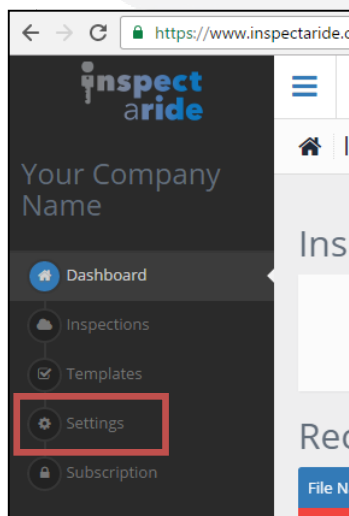 https://www.inspectaride.c
inspect
aride
Your Company
Name
Ins
Dashboard
Inspections
Templates
Settings
Rec
Subscription
File N